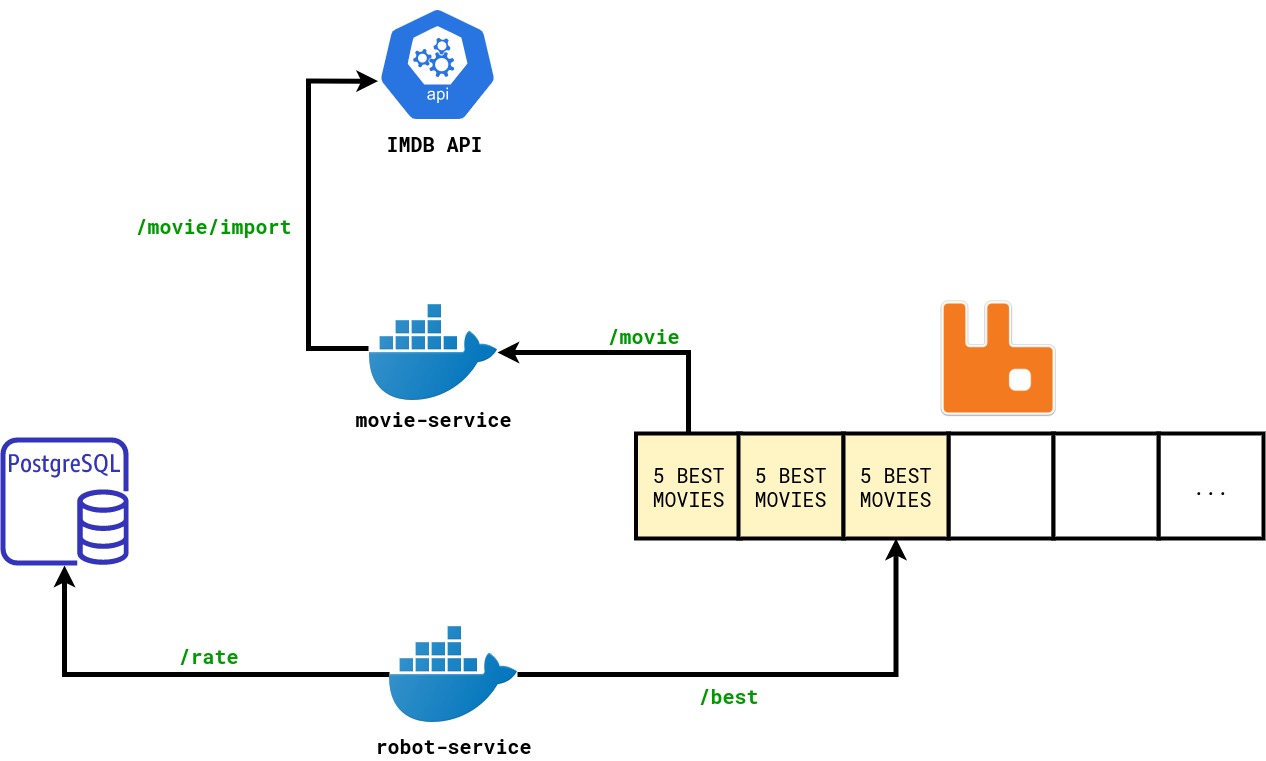 api
IMDB API
/movie/import
/movie
movie-service
PostgreSQL
5 BEST
MOVIES
5 BEST
MOVIES
5 BEST
MOVIES
...
/rate
/best
robot-service